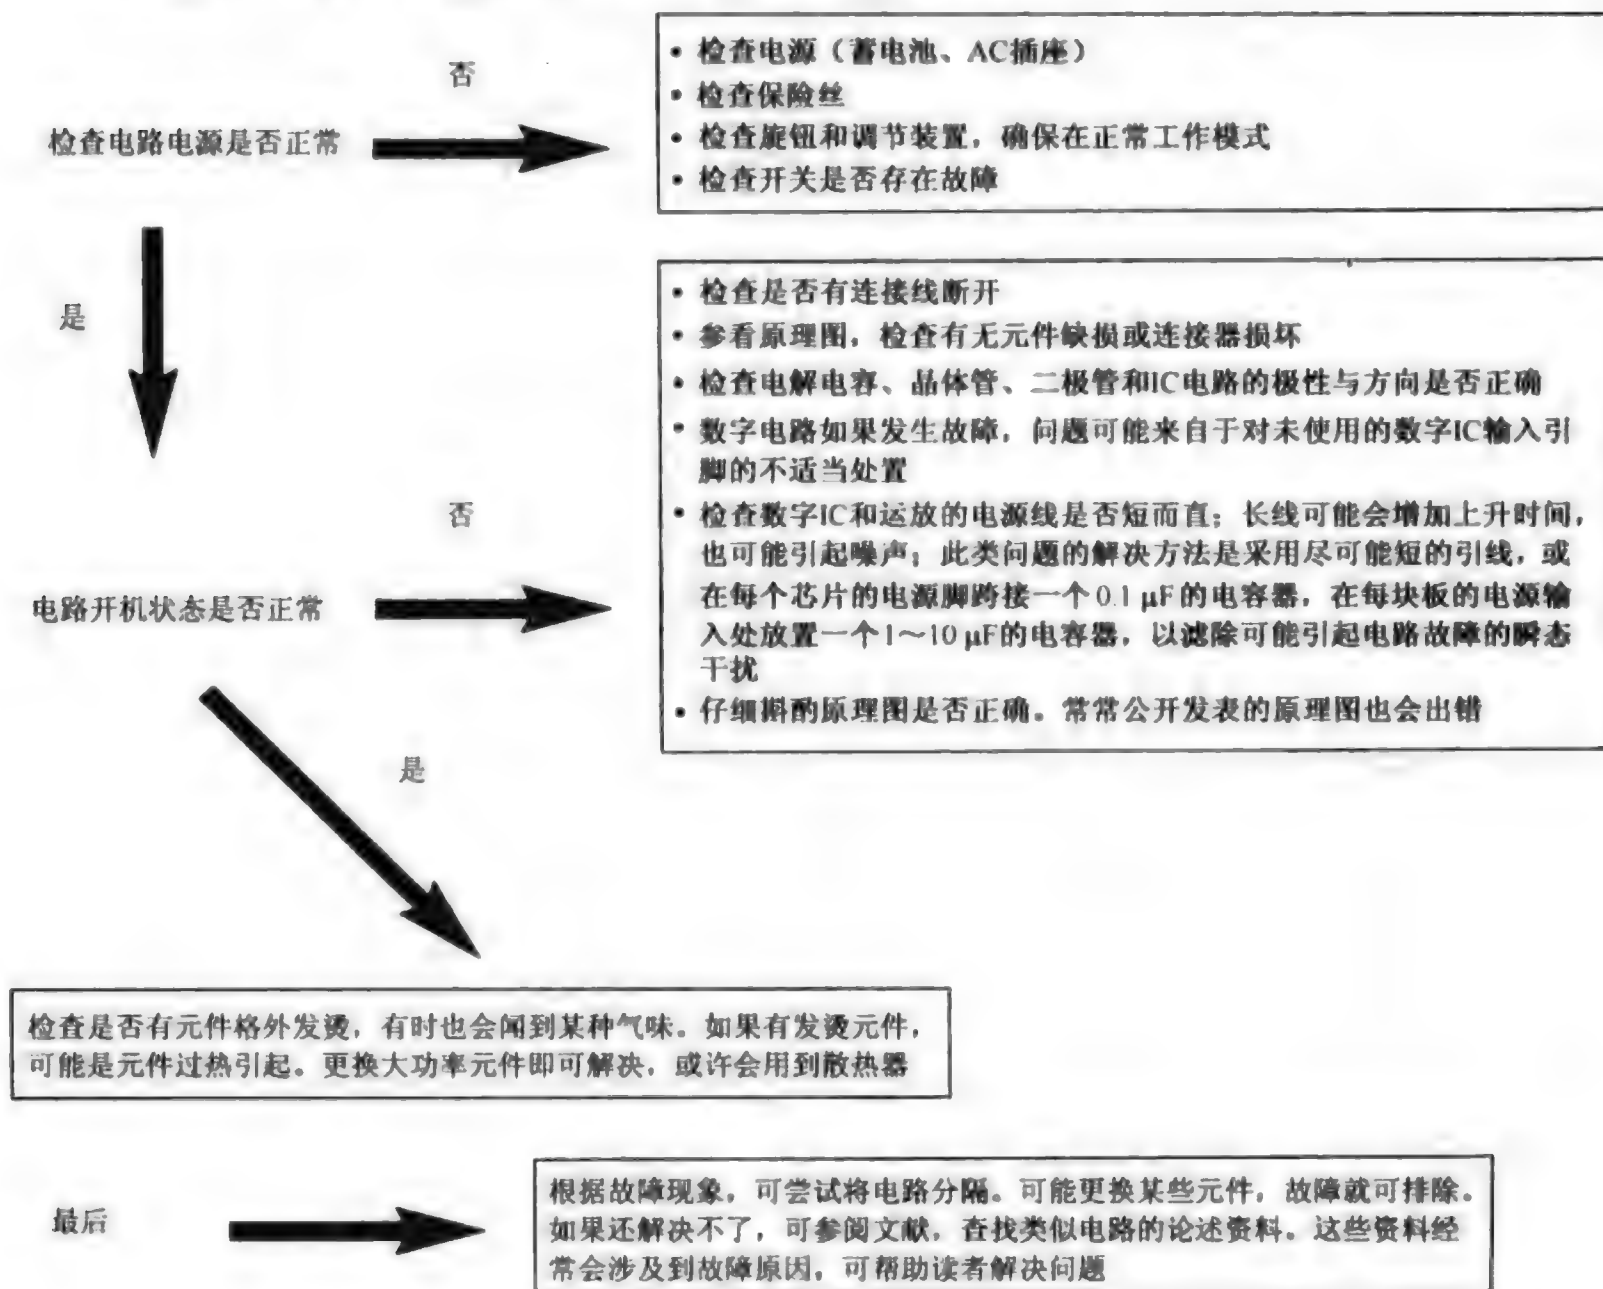 否
• 检查电源（蓄电池、AC插座）
• 检查保险丝
检查电路电源是否正常
• 检查旋钮和调节装置，确保在正常工作模式
• 检查开关是否存在故障
是
• 检查是否有连接线断开
• 参看原理图，检查有无元件缺损或连接器损坏
• 检查电解电容、晶体管、二极管和IC电路的极性与方向是否正确
• 数字电路如果发生故障，问题可能来自于对未使用的数字IC输入引
脚的不适当处置
否
• 检查数字IC和运放的电源线是否短而直；长线可能会增加上升时间，
也可能引起噪声；此类问题的解决方法是采用尽可能短的引线，或
电路开机状态是否正常
在每个芯片的电源脚跨接一个0.1 μF的电容器，在每块板的电源输
入处放置一个1～10 μF的电容器，以滤除可能引起电路故障的瞬态
干扰
• 仔细斟酌原理图是否正确。常常公开发表的原理图也会出错
是
检查是否有元件格外发烫，有时也会闻到某种气味。如果有发烫元件，
可能是元件过热引起。更换大功率元件即可解决，或许会用到散热器
最后
根据故障现象，可尝试将电路分隔。可能更换某些元件，故障就可排除。
如果还解决不了，可参阅文献，查找类似电路的论述资料。这些资料经
常会涉及到故障原因，可帮助读者解决问题